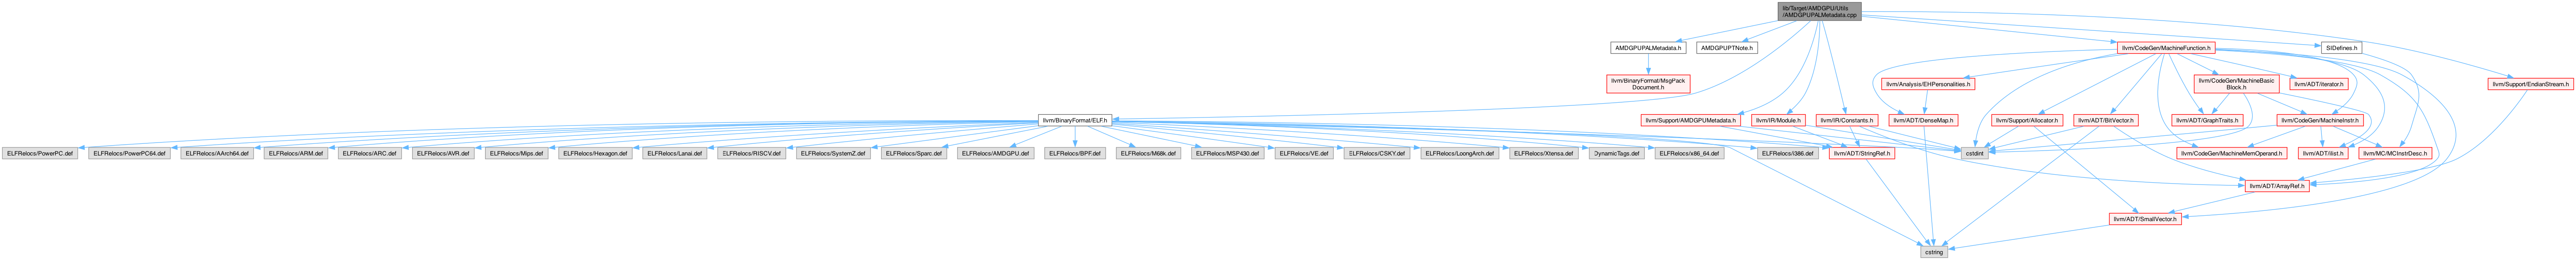 lib/Target/AMDGPU/Utils
/AMDGPUPALMetadata.cpp
AMDGPUPALMetadata.h
AMDGPUPTNote.h
llvm/CodeGen/MachineFunction.h
SIDefines.h
llvm/BinaryFormat/MsgPack
Document.h
llvm/Analysis/EHPersonalities.h
llvm/CodeGen/MachineBasic
Block.h
llvm/ADT/iterator.h
llvm/Support/EndianStream.h
llvm/BinaryFormat/ELF.h
llvm/Support/AMDGPUMetadata.h
llvm/IR/Module.h
llvm/IR/Constants.h
llvm/ADT/DenseMap.h
llvm/Support/Allocator.h
llvm/ADT/BitVector.h
llvm/ADT/GraphTraits.h
llvm/CodeGen/MachineInstr.h
ELFRelocs/PowerPC.def
ELFRelocs/PowerPC64.def
ELFRelocs/AArch64.def
ELFRelocs/ARM.def
ELFRelocs/ARC.def
ELFRelocs/AVR.def
ELFRelocs/Mips.def
ELFRelocs/Hexagon.def
ELFRelocs/Lanai.def
ELFRelocs/RISCV.def
ELFRelocs/SystemZ.def
ELFRelocs/Sparc.def
ELFRelocs/AMDGPU.def
ELFRelocs/BPF.def
ELFRelocs/M68k.def
ELFRelocs/MSP430.def
ELFRelocs/VE.def
ELFRelocs/CSKY.def
ELFRelocs/LoongArch.def
ELFRelocs/Xtensa.def
DynamicTags.def
ELFRelocs/x86_64.def
ELFRelocs/i386.def
llvm/ADT/StringRef.h
cstdint
llvm/CodeGen/MachineMemOperand.h
llvm/ADT/ilist.h
llvm/MC/MCInstrDesc.h
llvm/ADT/ArrayRef.h
llvm/ADT/SmallVector.h
cstring